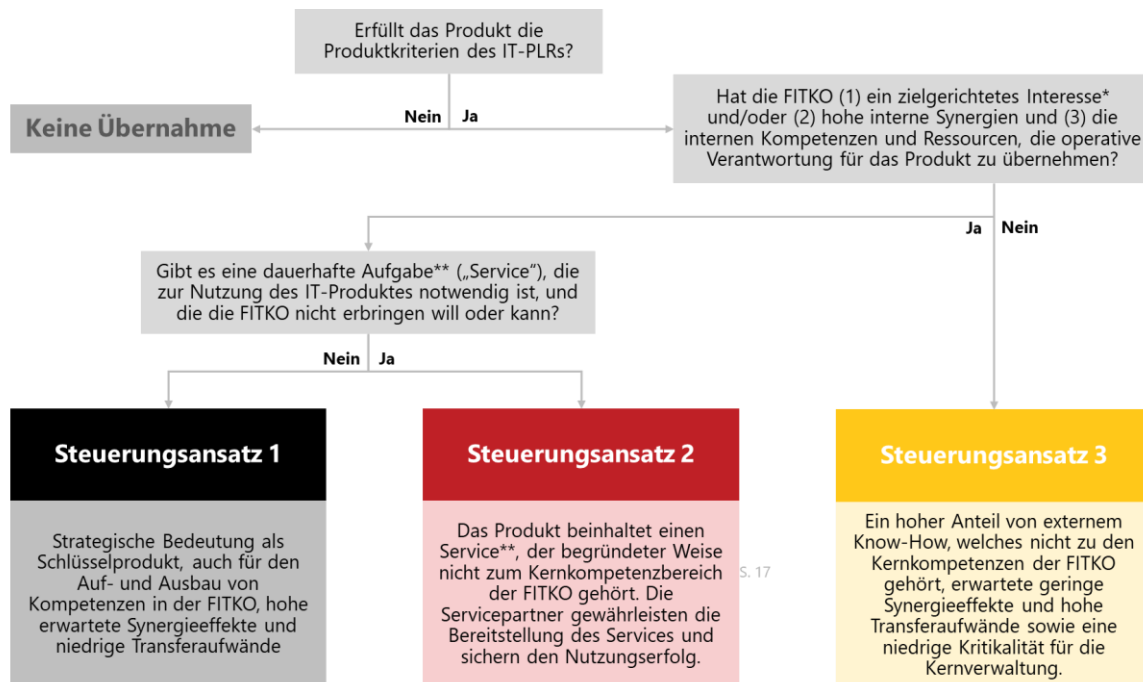 Erfüllt das Produkt die
Produktkriterien des IT-PLRs?
Nein
Ja
Keine Übernahme
Hat die FITKO (1) ein zielgerichtetes Interesse*
und/oder (2) hohe interne Synergien und (3) die
internen Kompetenzen und Ressourcen, die operative
Verantwortung für das Produkt zu übernehmen?
Ja
Nein
Gibt es eine dauerhafte Aufgabe** („Service“), die
zur Nutzung des IT-Produktes notwendig ist, und
die die FITKO nicht erbringen will oder kann?
Nein
Ja
Steuerungsansatz 1
Strategische Bedeutung als
Schlüsselprodukt, auch für den
Auf- und Ausbau von
Kompetenzen in der FITKO, hohe
erwartete Synergieeffekte und
niedrige Transferaufwände
Steuerungsansatz 2
Das Produkt beinhaltet einen
Service**, der begründeter Weise
nicht zum Kernkompetenzbereich
der FITKO gehört. Die
Servicepartner gewährleisten die
Bereitstellung des Services und
sichern den Nutzungserfolg.
S. 17
Steuerungsansatz 3
Ein hoher Anteil von externem
Know-How, welches nicht zu den
Kernkompetenzen der FITKO
gehört, erwartete geringe
Synergieeffekte und hohe
Transferaufwände sowie eine
niedrige Kritikalität für die
Kernverwaltung.